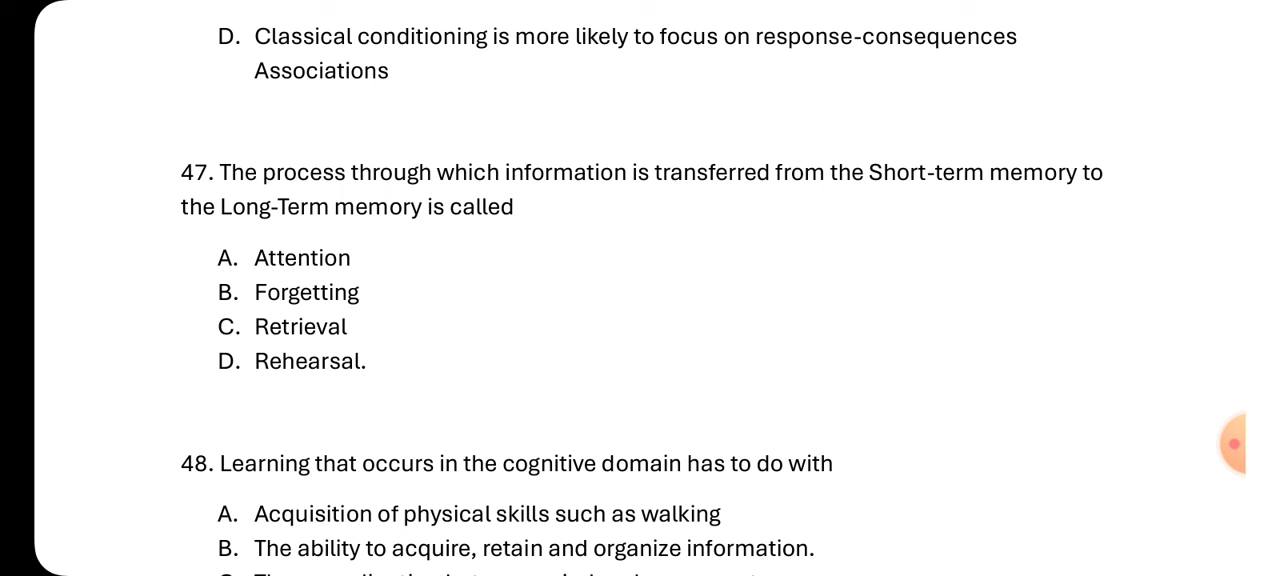 D. Classical conditioning is more likely to focus on response-consequences
Associations
47. The process through which information is transferred from the Short-term memory to
the Long-Term memory is called
A. Attention
B. Forgetting
C. Retrieval
D. Rehearsal.
48. Learning that occurs in the cognitive domain has to do with
A. Acquisition of physical skills such as walking
B. The ability to acquire, retain and organize information.